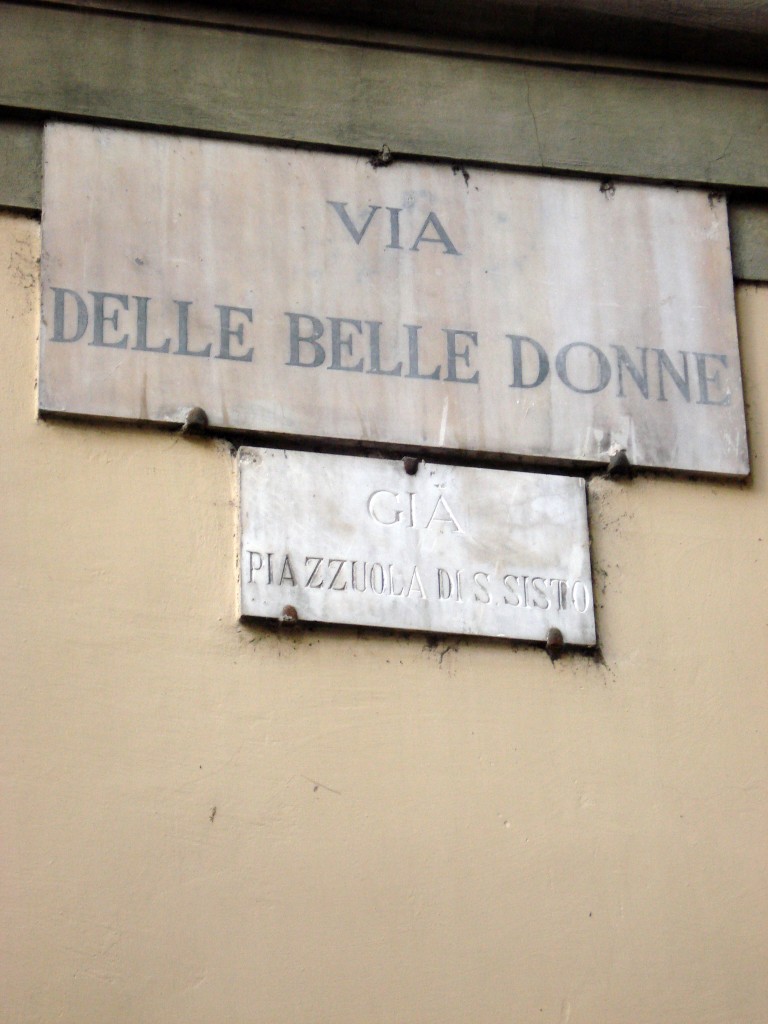 VIA
DELLE BELLE DONNE
GIÀ
PIAZZUOLA DI S. SISTO